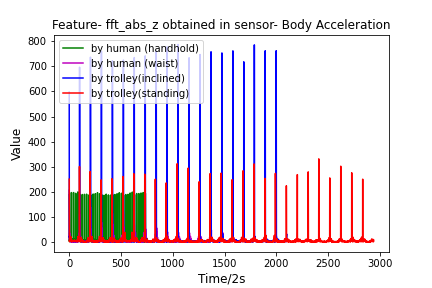 Feature- fft_abs_z obtained in sensor- Body Acceleration
800
700
600
500
400
300
200
100
0
Value
by human (handhold)
by human (waist)
by trolley(inclined)
by trolley(standing)
0 500 1000 1500 2000 2500 3000
Time/2s